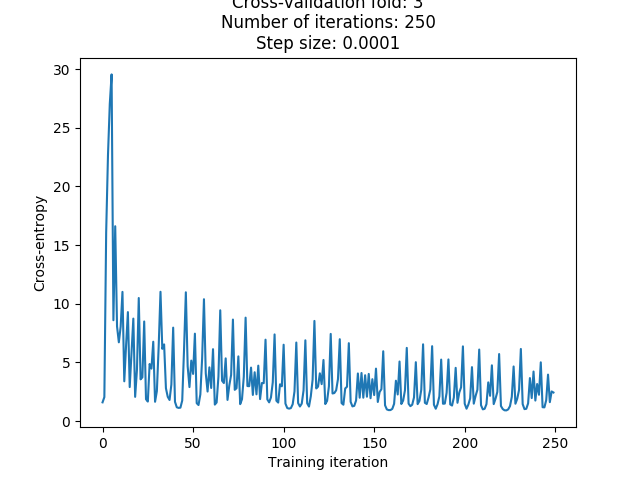 Cross-validation fold: 3
Number of iterations: 250
Step size: 0.0001
30
25
20
15
10
5
0
Cross-entropy
0 50 100 150 200 250
Training iteration